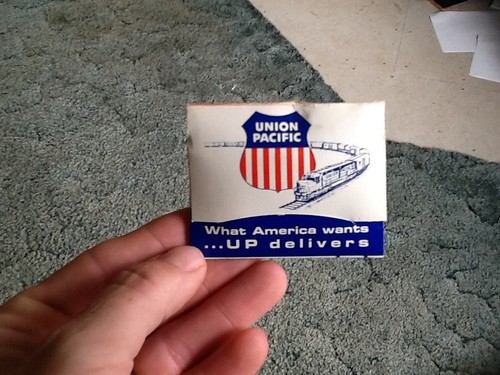 UNION
PACIFIC
What America wants
...UP delivers